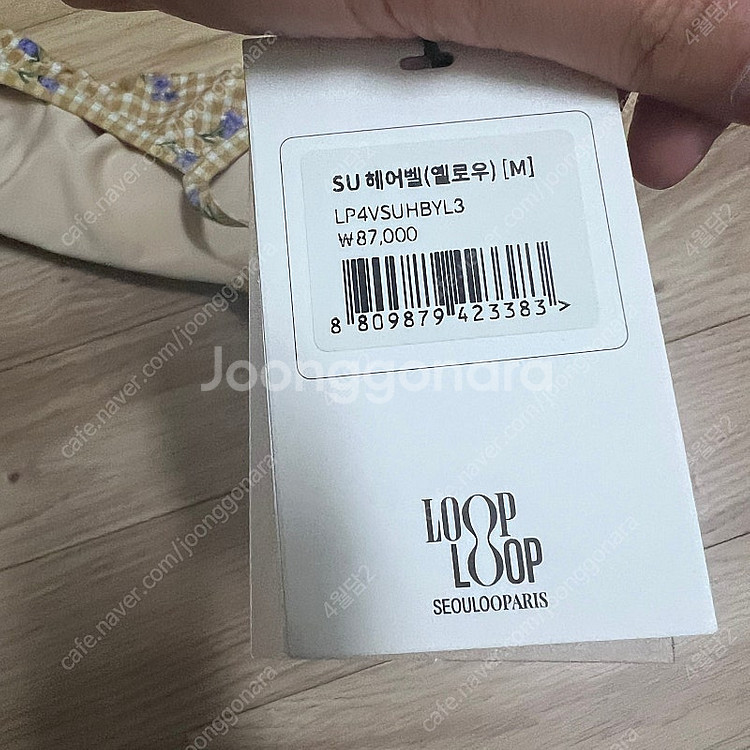 SU 헤어벨(옐로우) [M]
LP4VSUHBYL3
₩87,000
8 809879 423383 >
Joonggonara
LOOP
LOOP
SEOULOOPARIS
cafe.naver.com/joonggonara
4월담2